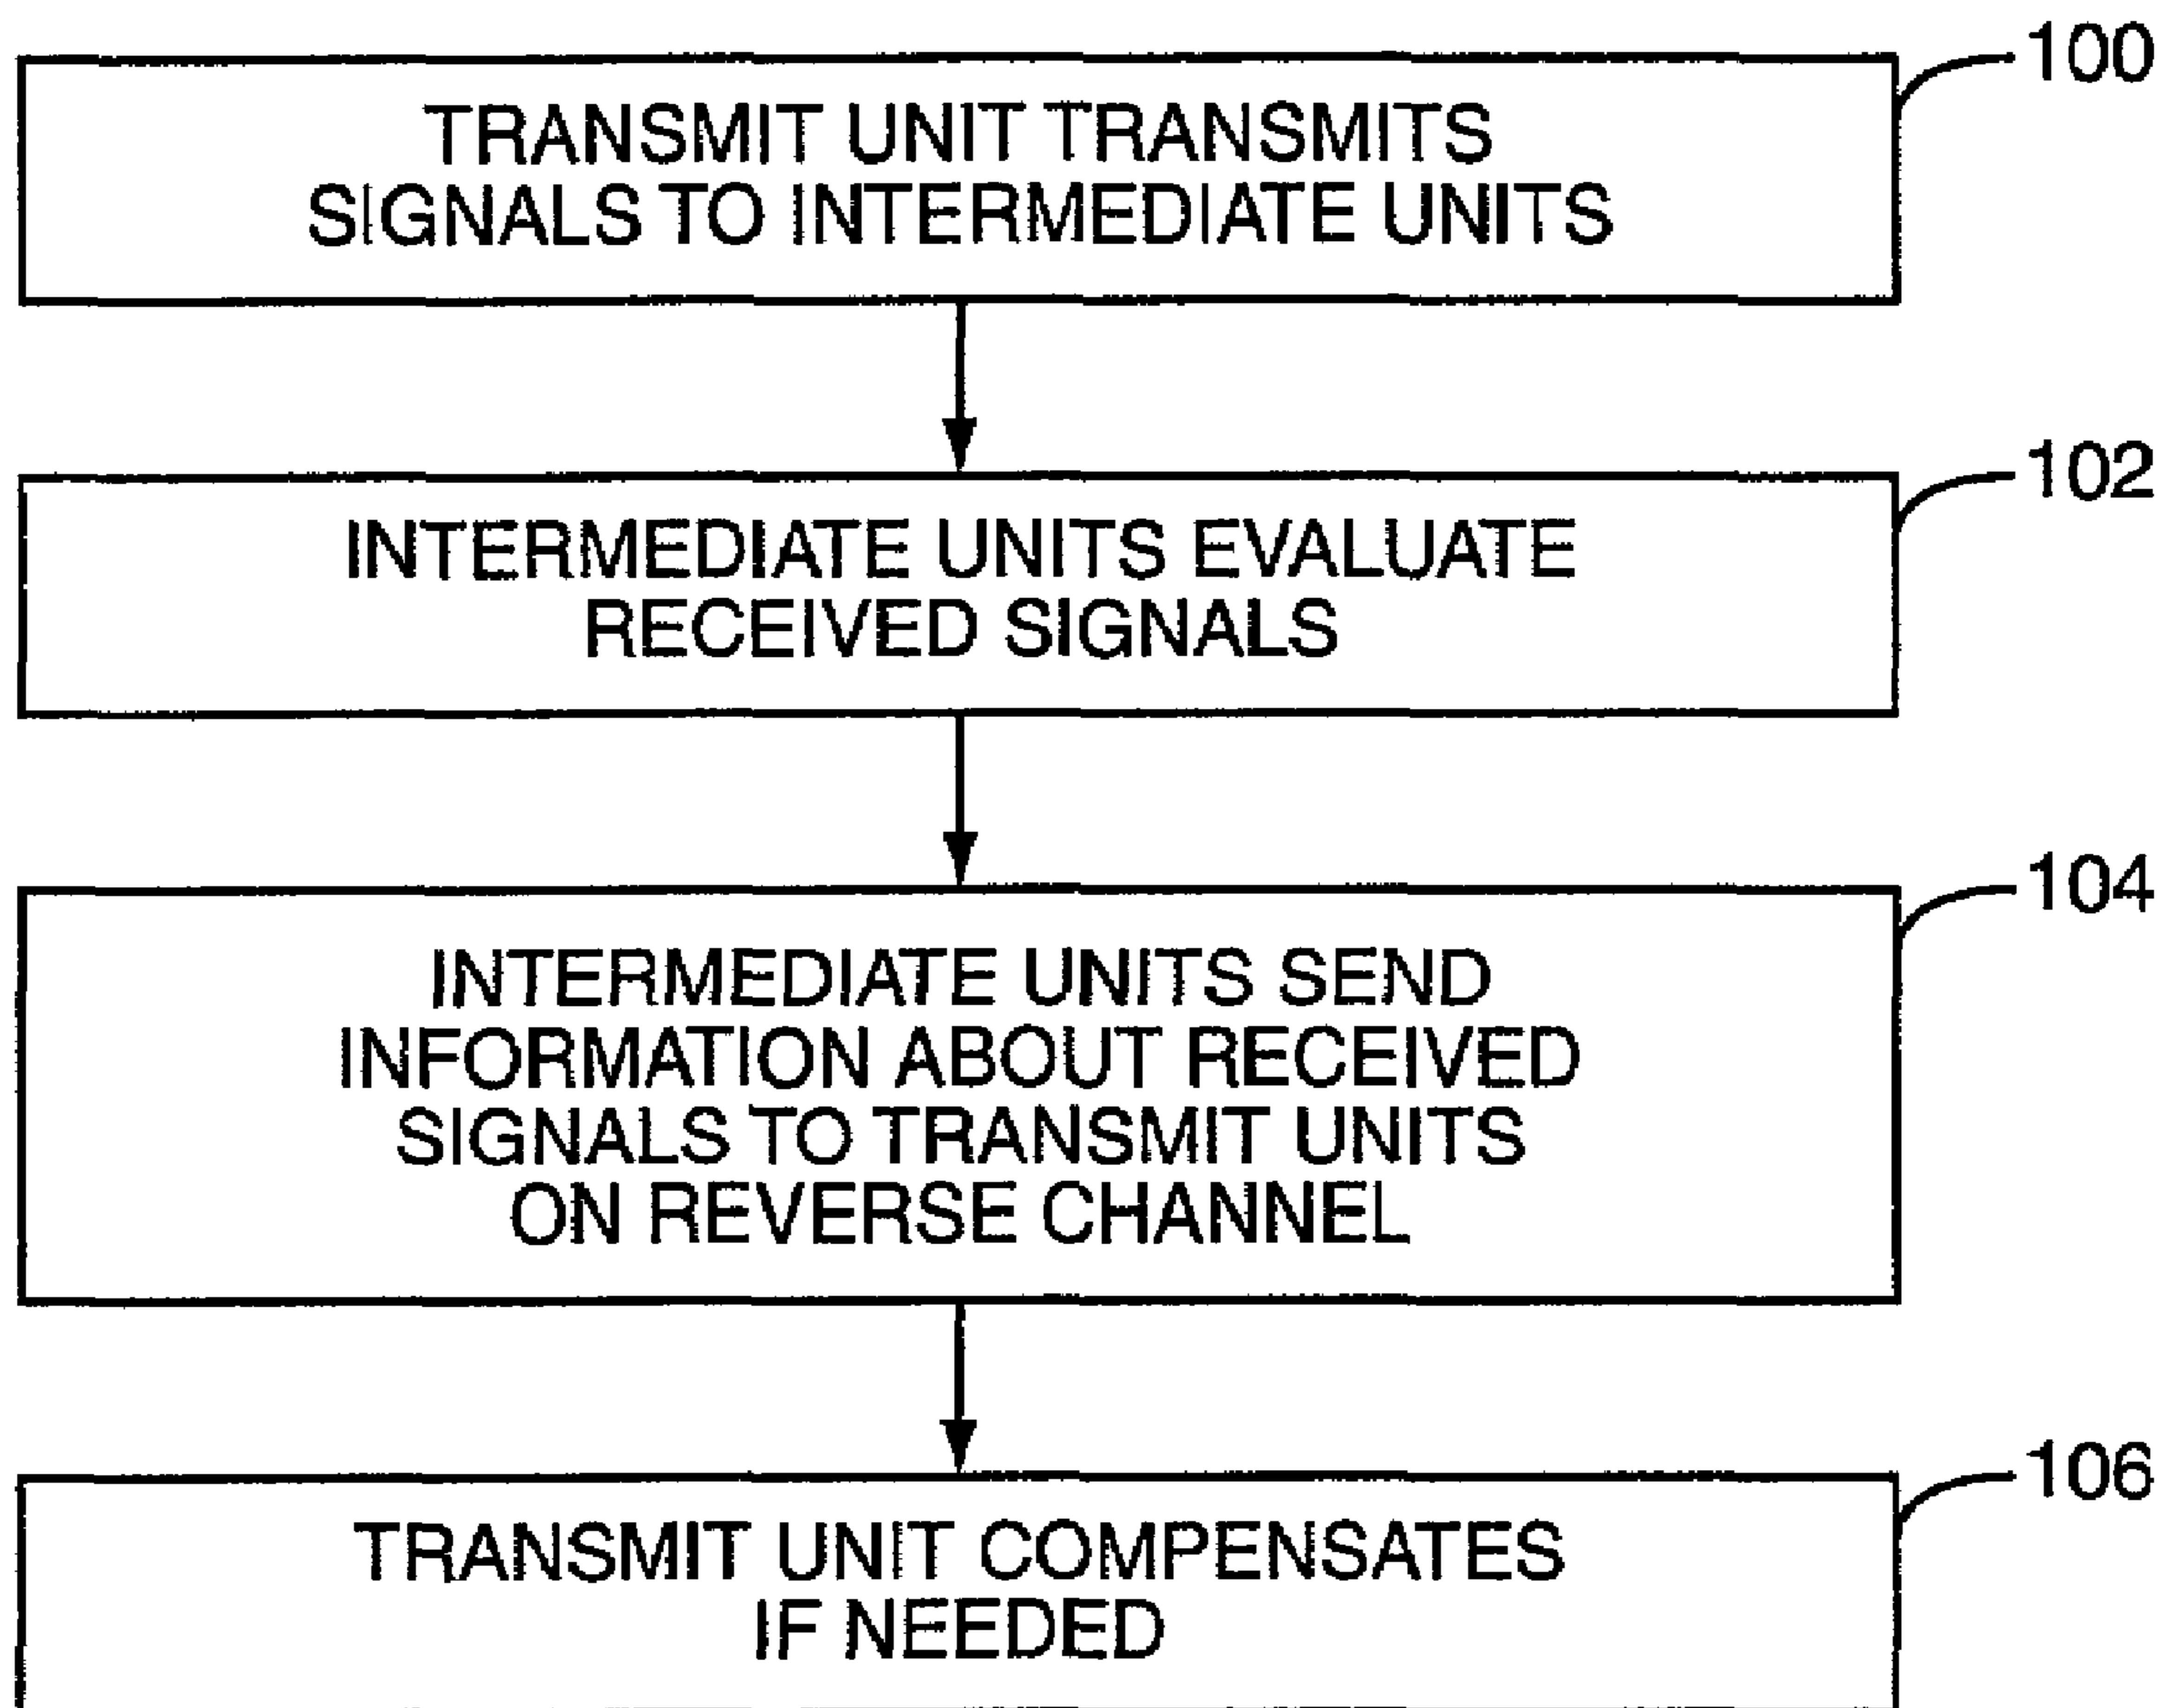 100
TRANSMIT UNIT TRANSMITS
SIGNALS TO INTERMEDIATE UNITS
102
INTERMEDIATE UNITS EVALUATE
RECEIVED SIGNALS
104
INTERMEDIATE UNITS SEND
INFORMATION ABOUT RECEIVED
SIGNALS TO TRANSMIT UNITS
ON REVERSE CHANNEL
106
TRANSMIT UNIT COMPENSATES
IF NEEDED